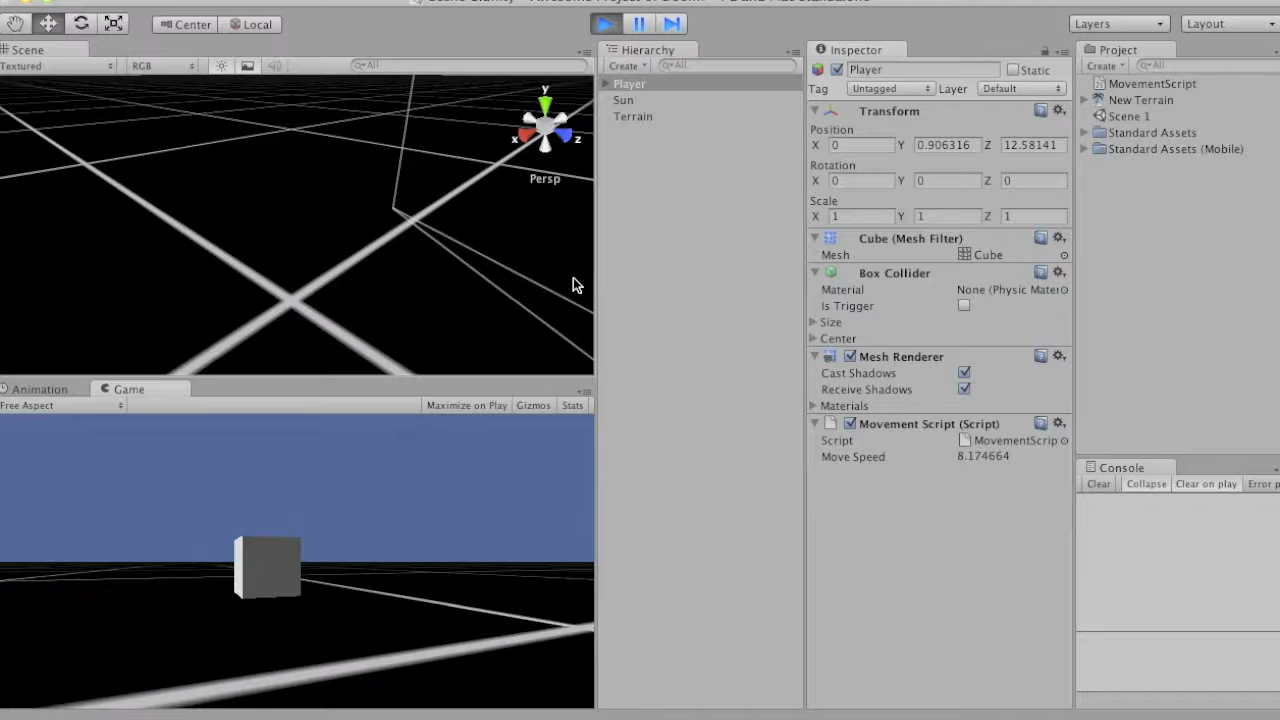 Center Local Layers Layout
Scene Hierarchy Inspector Project
Textured RGB All Create All Player Static Create All
Player Tag Untagged Layer Default MovementScript
Sun New Terrain
Terrain Transform Scene 1
y Position Standard Assets
x z X 0 Y 0.906316 Z 12.58141 Standard Assets (Mobile)
Persp Rotation
X 0 Y 0 Z 0
Scale
X 1 Y 1 Z 1
Cube (Mesh Filter)
Mesh Cube
Box Collider
Material None (Physic Mater
Is Trigger
Size
Center
Mesh Renderer
Cast Shadows
Animation Game Receive Shadows
Free Aspect Maximize on Play Gizmos Stats Materials
Movement Script (Script)
Script MovementScrip
Move Speed 8.174664
Console
Clear Collapse Clear on play Error p